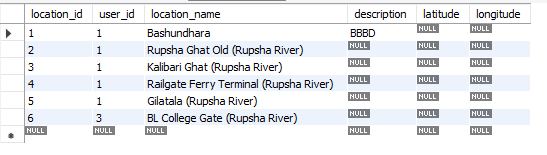 location_id user_id location_name description latitude longitude
1 1 Bashundhara BBBD NULL NULL
2 1 Rupsha Ghat Old (Rupsha River) NULL NULL NULL
3 1 Kalibari Ghat (Rupsha River) NULL NULL NULL
4 1 Railgate Ferry Terminal (Rupsha River) NULL NULL NULL
5 1 Gilatala (Rupsha River) NULL NULL NULL
6 3 BL College Gate (Rupsha River) NULL NULL NULL
NULL NULL NULL NULL NULL NULL